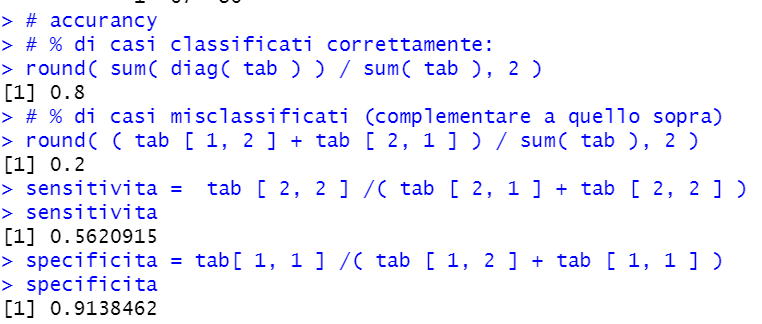 > # accurancy
> # % di casi classificati correttamente:
> round( sum( diag( tab ) ) / sum( tab ), 2 )
[1] 0.8
> # % di casi misclassificati (complementare a quello sopra)
> round( ( tab [ 1, 2 ] + tab [ 2, 1 ] ) / sum( tab ), 2 )
[1] 0.2
> sensitivita =  tab [ 2, 2 ] /( tab [ 2, 1 ] + tab [ 2, 2 ] )
> sensitivita
[1] 0.5620915
> specificita = tab[ 1, 1 ] /( tab [ 1, 2 ] + tab [ 1, 1 ] )
> specificita
[1] 0.9138462